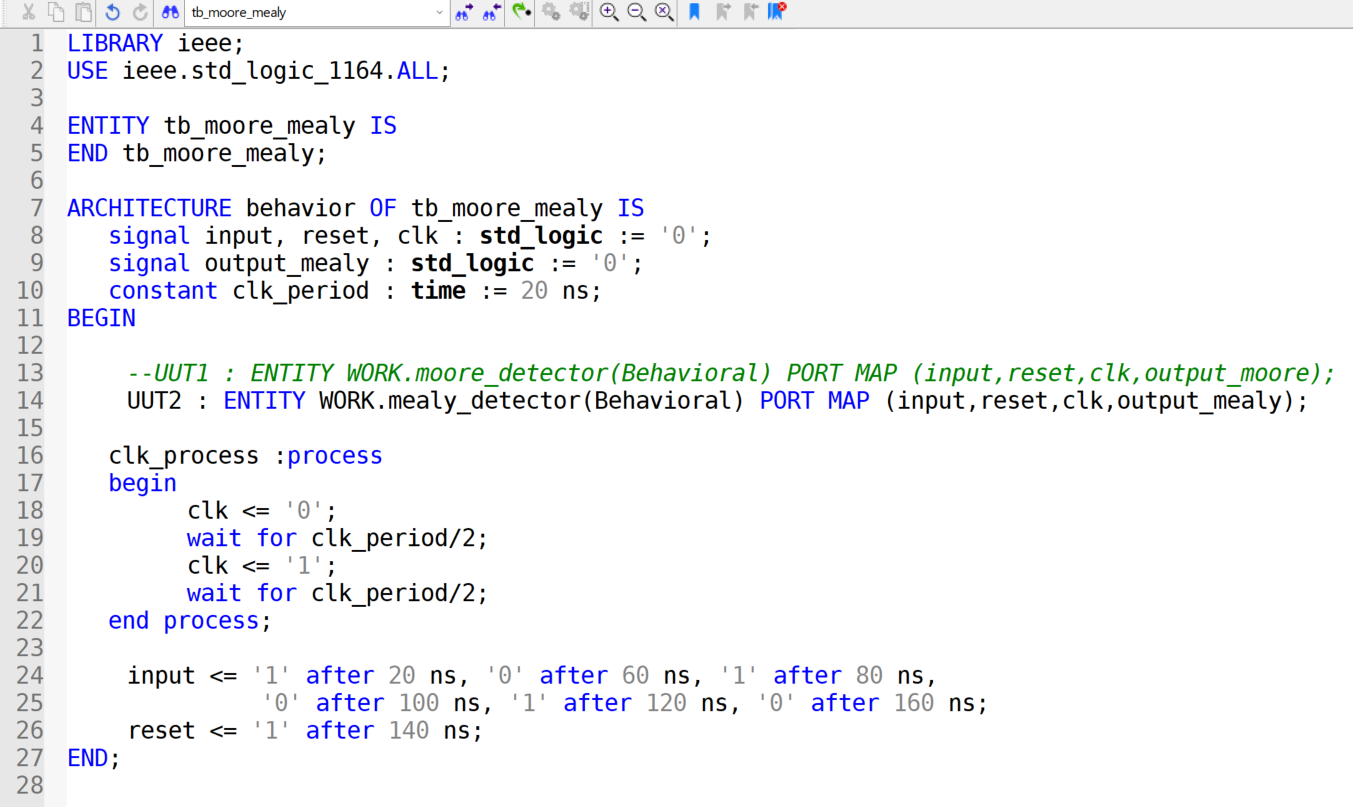 tb_moore_mealy
1 LIBRARY ieee;
2 USE ieee.std_logic_1164.ALL;
3
4 ENTITY tb_moore_mealy IS
5 END tb_moore_mealy;
6
7 ARCHITECTURE behavior OF tb_moore_mealy IS
8 signal input, reset, clk : std_logic := '0';
9 signal output_mealy : std_logic := '0';
10 constant clk_period : time := 20 ns;
11 BEGIN
12
13 --UUT1 : ENTITY WORK.moore_detector(Behavioral) PORT MAP (input,reset,clk,output_moore);
14 UUT2 : ENTITY WORK.mealy_detector(Behavioral) PORT MAP (input,reset,clk,output_mealy);
15
16 clk_process :process
17 begin
18 clk <= '0';
19 wait for clk_period/2;
20 clk <= '1';
21 wait for clk_period/2;
22 end process;
23
24 input <= '1' after 20 ns, '0' after 60 ns, '1' after 80 ns,
25 '0' after 100 ns, '1' after 120 ns, '0' after 160 ns;
26 reset <= '1' after 140 ns;
27 END;
28